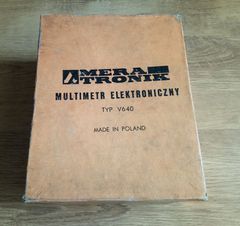 MERA
TRONIK
MULTIMETR ELEKTRONICZNY
TYP V640
MADE IN POLAND